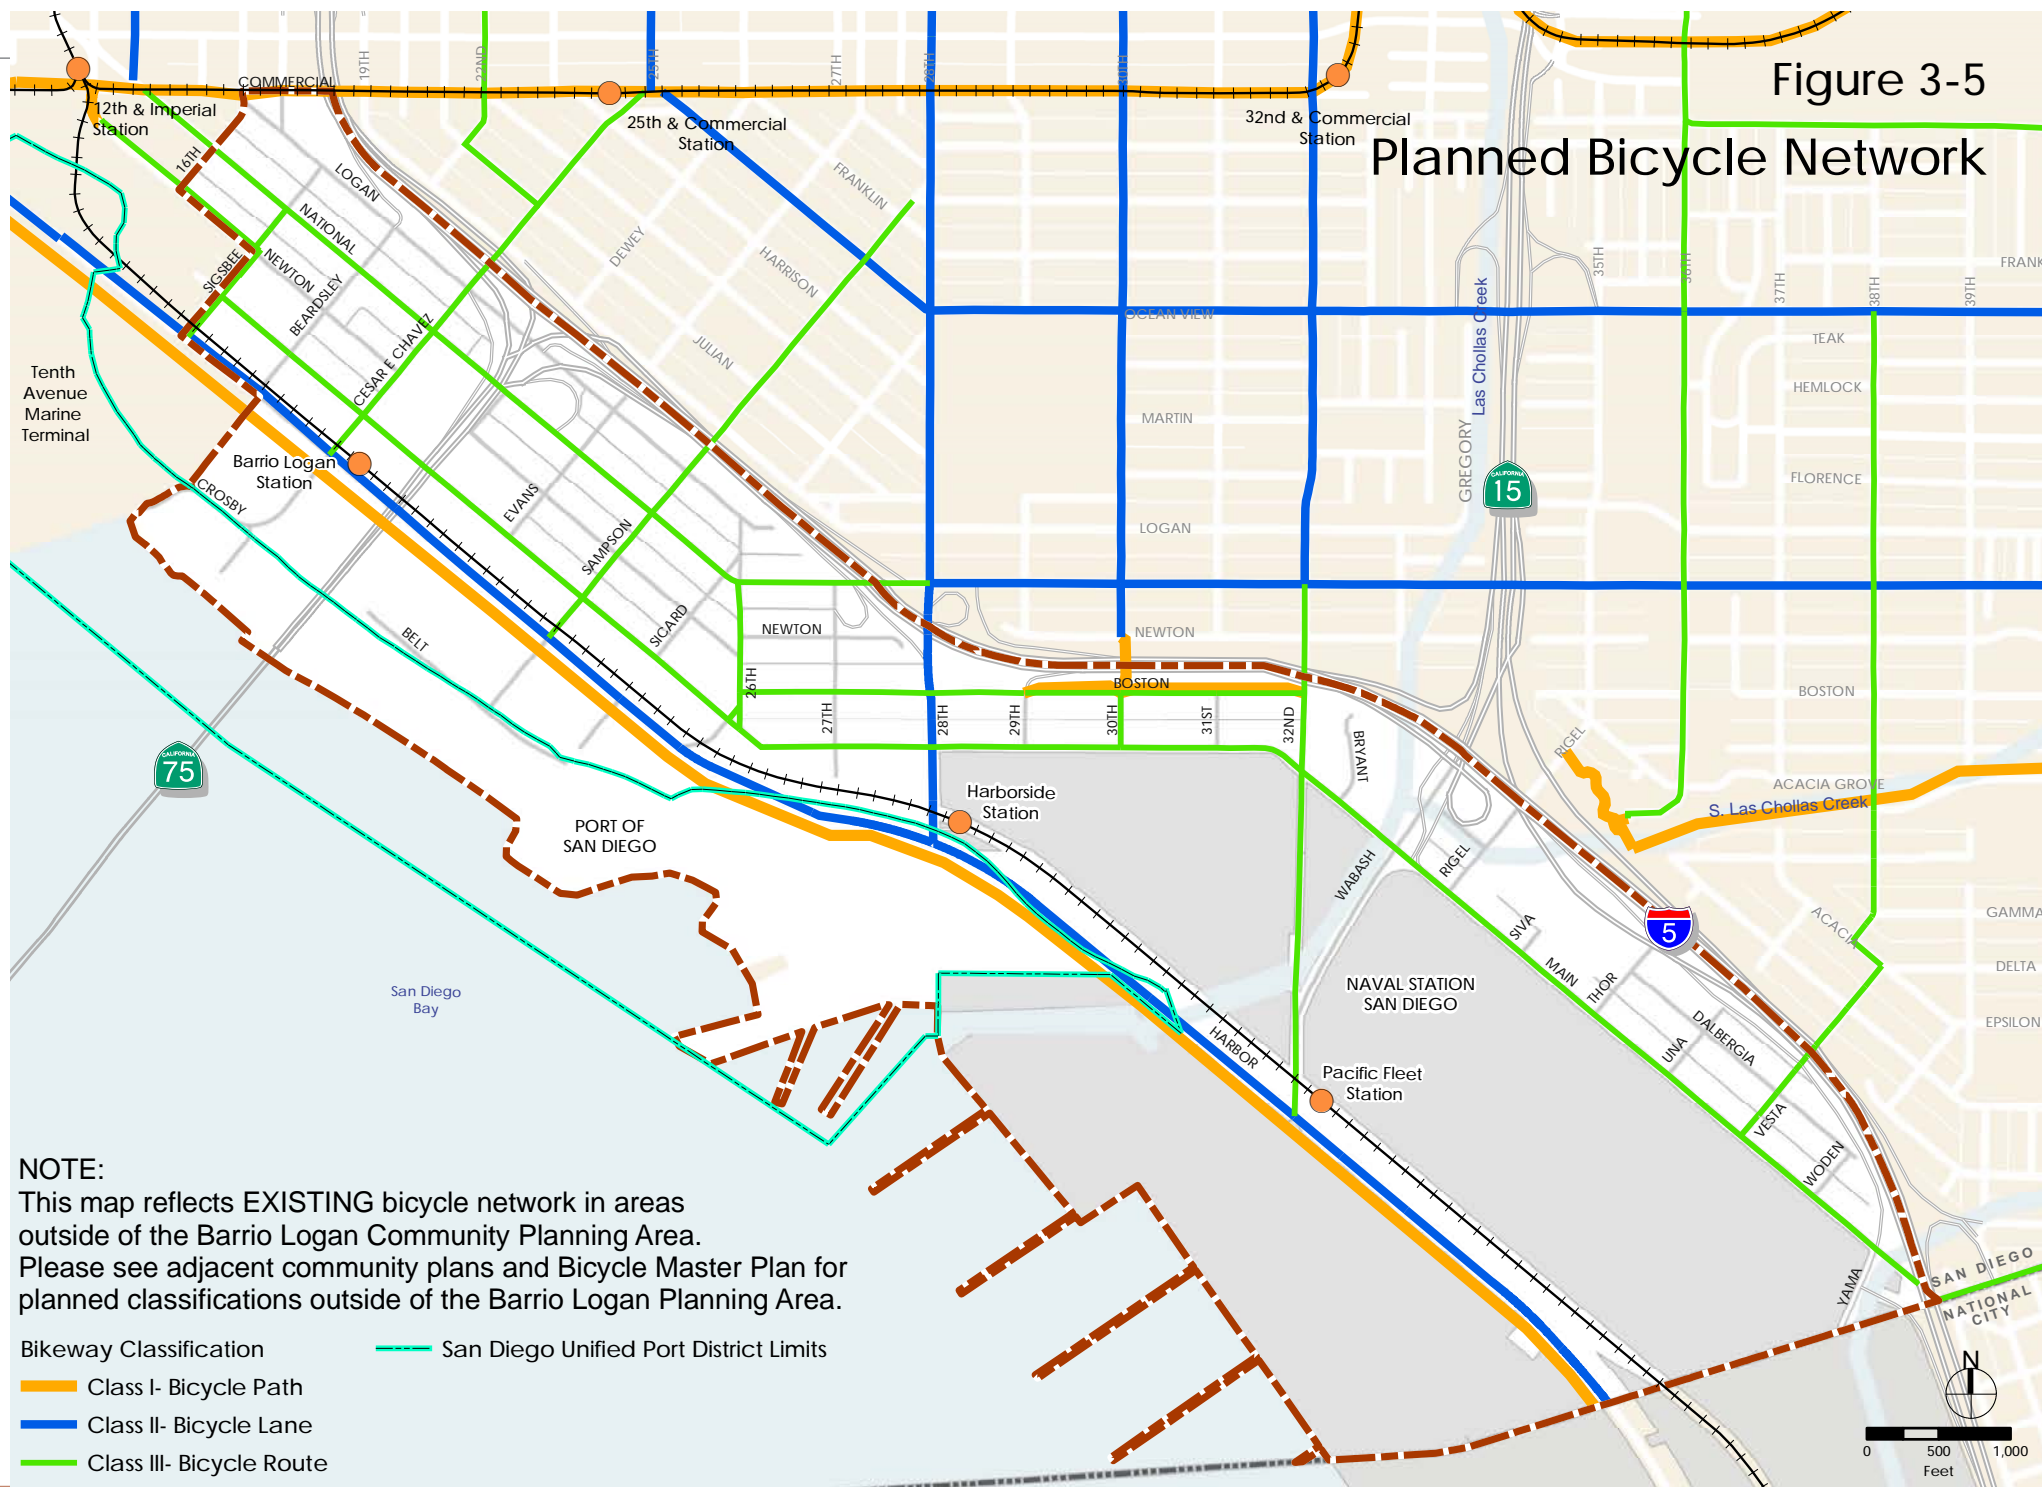 Figure 3-5
Planned Bicycle Network
COMMERCIAL
19TH
22ND
25TH
27TH
28TH
30TH
12th & Imperial
Station
25th & Commercial
Station
32nd & Commercial
Station
16TH
LOGAN
NATIONAL
NEWTON
SIGSBEE
BEARDSLEY
CESAR E CHAVEZ
DEWEY
FRANKLIN
HARRISON
JULIAN
35TH
36TH
37TH
38TH
39TH
FRANK
OCEAN VIEW
TEAK
HEMLOCK
MARTIN
FLORENCE
LOGAN
GREGORY
Las Chollas Creek
CALIFORNIA
15
Tenth
Avenue
Marine
Terminal
Barrio Logan
Station
CROSBY
EVANS
SAMPSON
SICARD
BELT
NEWTON
NEWTON
26TH
27TH
28TH
29TH
30TH
31ST
32ND
BOSTON
BOSTON
BRYANT
RIGEL
ACACIA GROVE
S. Las Chollas Creek
CALIFORNIA
75
PORT OF
SAN DIEGO
Harborside
Station
WABASH
RIGEL
SIVA
MAIN
THOR
UNA
DALBERGIA
VESTA
WODEN
YAMA
5
ACACIA
GAMMA
DELTA
EPSILON
NAVAL STATION
SAN DIEGO
San Diego
Bay
HARBOR
Pacific Fleet
Station
SAN DIEGO
NATIONAL
CITY
NOTE:
This map reflects EXISTING bicycle network in areas
outside of the Barrio Logan Community Planning Area.
Please see adjacent community plans and Bicycle Master Plan for
planned classifications outside of the Barrio Logan Planning Area.
Bikeway Classification
San Diego Unified Port District Limits
Class I- Bicycle Path
Class II- Bicycle Lane
Class III- Bicycle Route
N
0 500 1,000
Feet